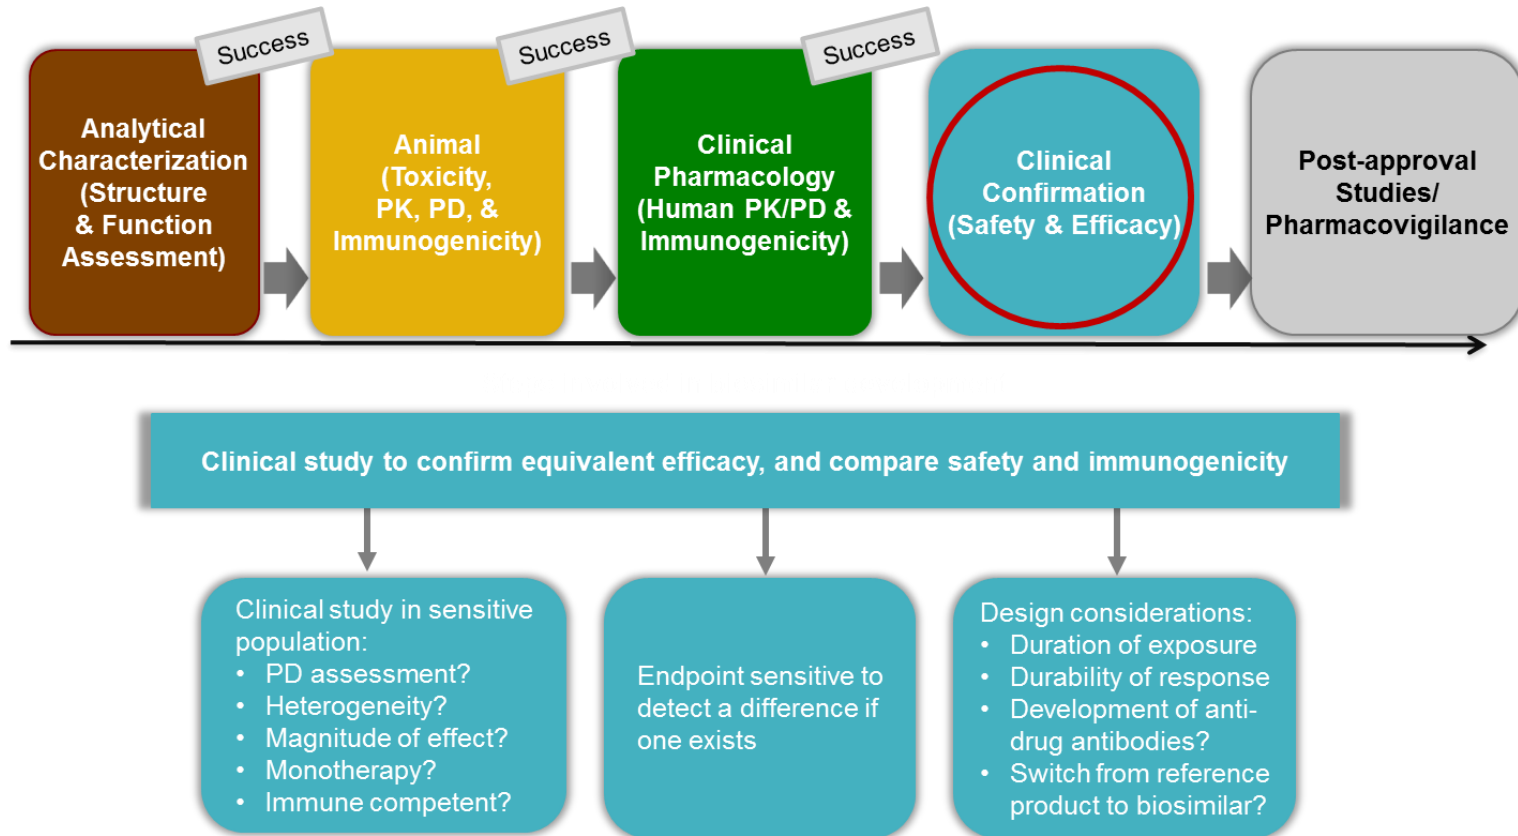 Success
Success
Success
Analytical
Characterization
(Structure
& Function
Assessment)
Animal
(Toxicity,
PK, PD, &
Immunogenicity)
Clinical
Pharmacology
(Human PK/PD &
Immunogenicity)
Clinical
Confirmation
(Safety & Efficacy)
Post-approval
Studies/
Pharmacovigilance
Clinical study to confirm equivalent efficacy, and compare safety and immunogenicity
Clinical study in sensitive
population:
• PD assessment?
• Heterogeneity?
• Magnitude of effect?
• Monotherapy?
• Immune competent?
Endpoint sensitive to
detect a difference if
one exists
Design considerations:
• Duration of exposure
• Durability of response
• Development of anti-
drug antibodies?
• Switch from reference
product to biosimilar?